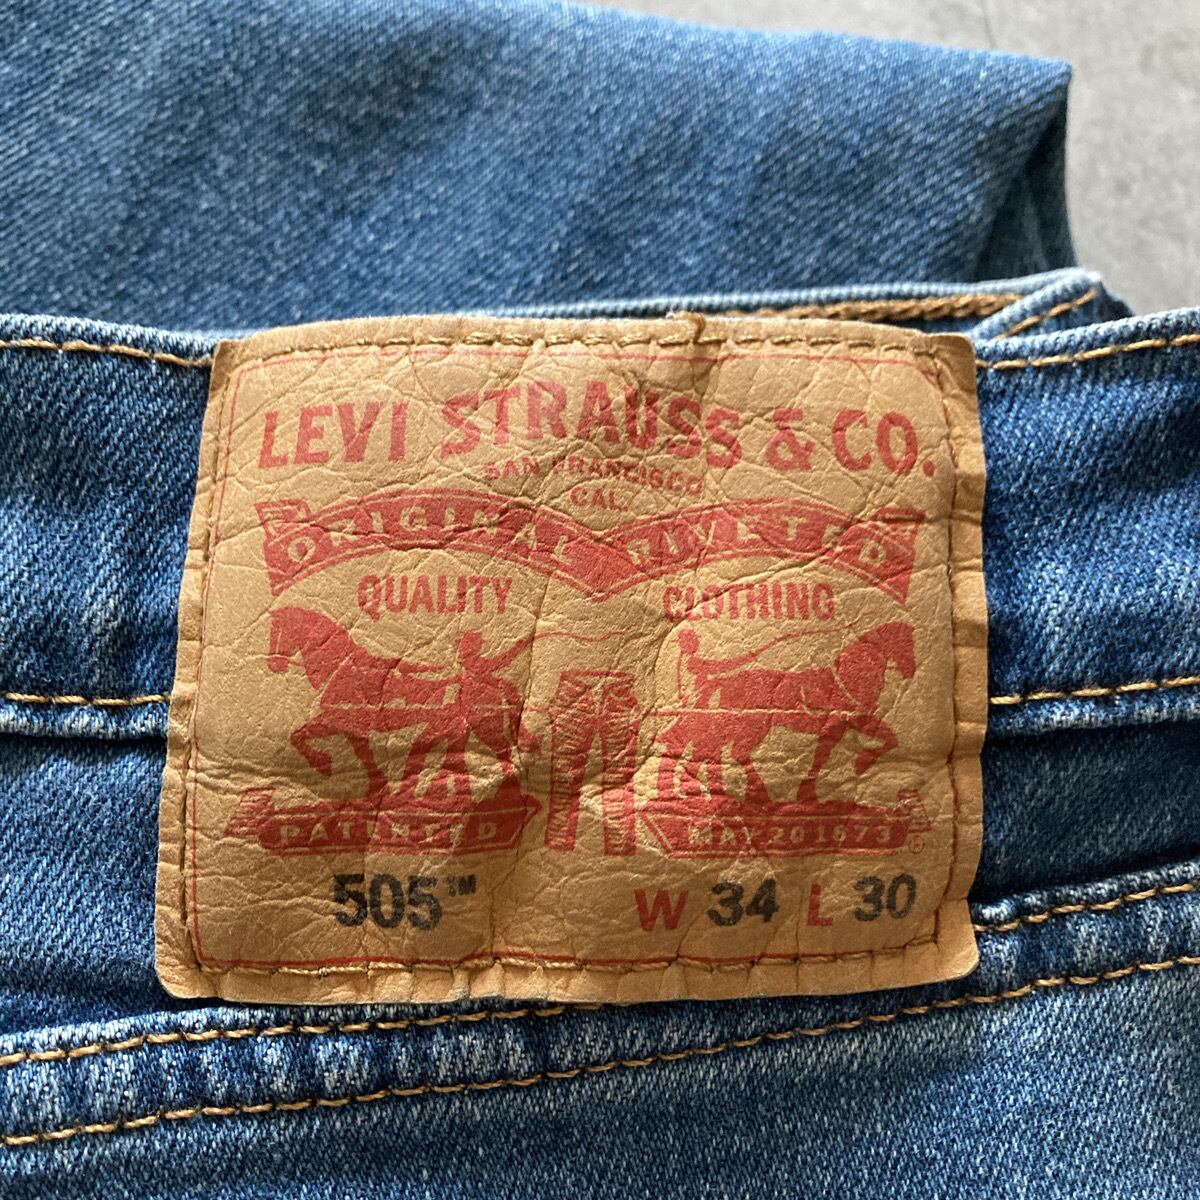 LEVI STRAUSS & CO.
SAN FRANCISCO
CAL.
ORIGINAL RIVETED
QUALITY CLOTHING
PATENTED MAY 20 1873 ®
505™ W 34 L 30